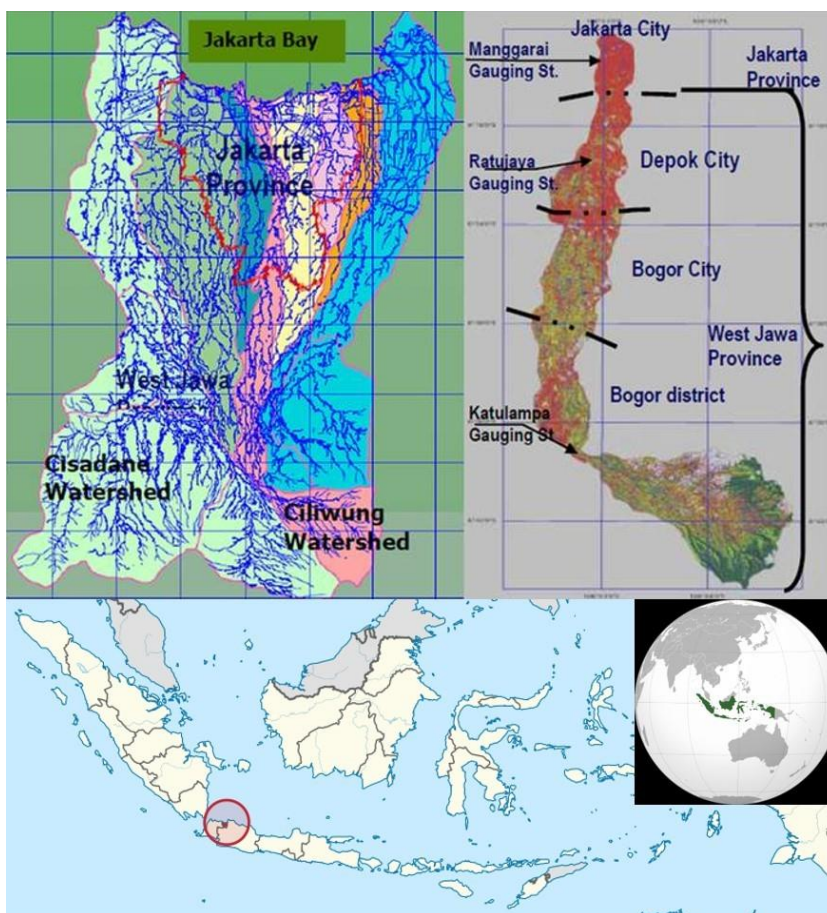 Jakarta Bay
Jakarta
Province
West Jawa
Cisadane
Watershed
Ciliwung
Watershed
Jakarta City
Manggarai
Gauging St.
Jakarta
Province
Ratujaya
Gauging St.
Depok City
Bogor City
West Jawa
Province
Bogor district
Katulampa
Gauging St